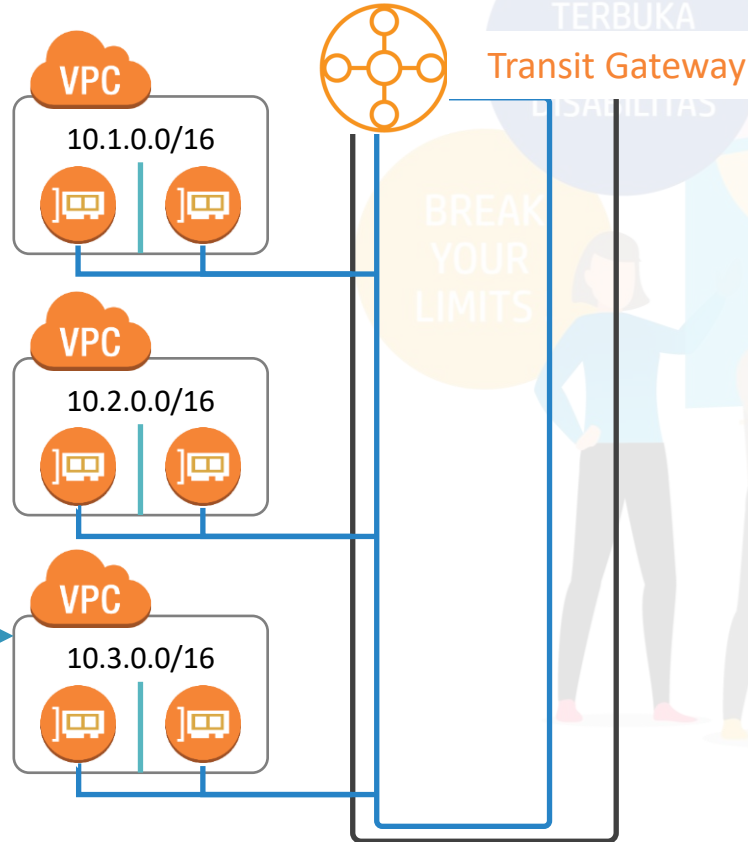 TERBUKA
Transit Gateway
DISABILITAS
VPC
10.1.0.0/16
BREAK
YOUR
LIMITS
VPC
10.2.0.0/16
VPC
10.3.0.0/16